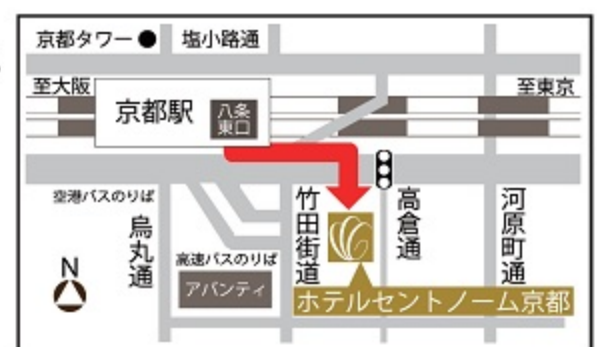 京都タワー
塩小路通
至大阪
至東京
京都駅
八条
東口
空港バスのりば
烏丸通
竹田街道
高倉通
河原町通
高速バスのりば
アバンティ
N
ホテルセントノーム京都